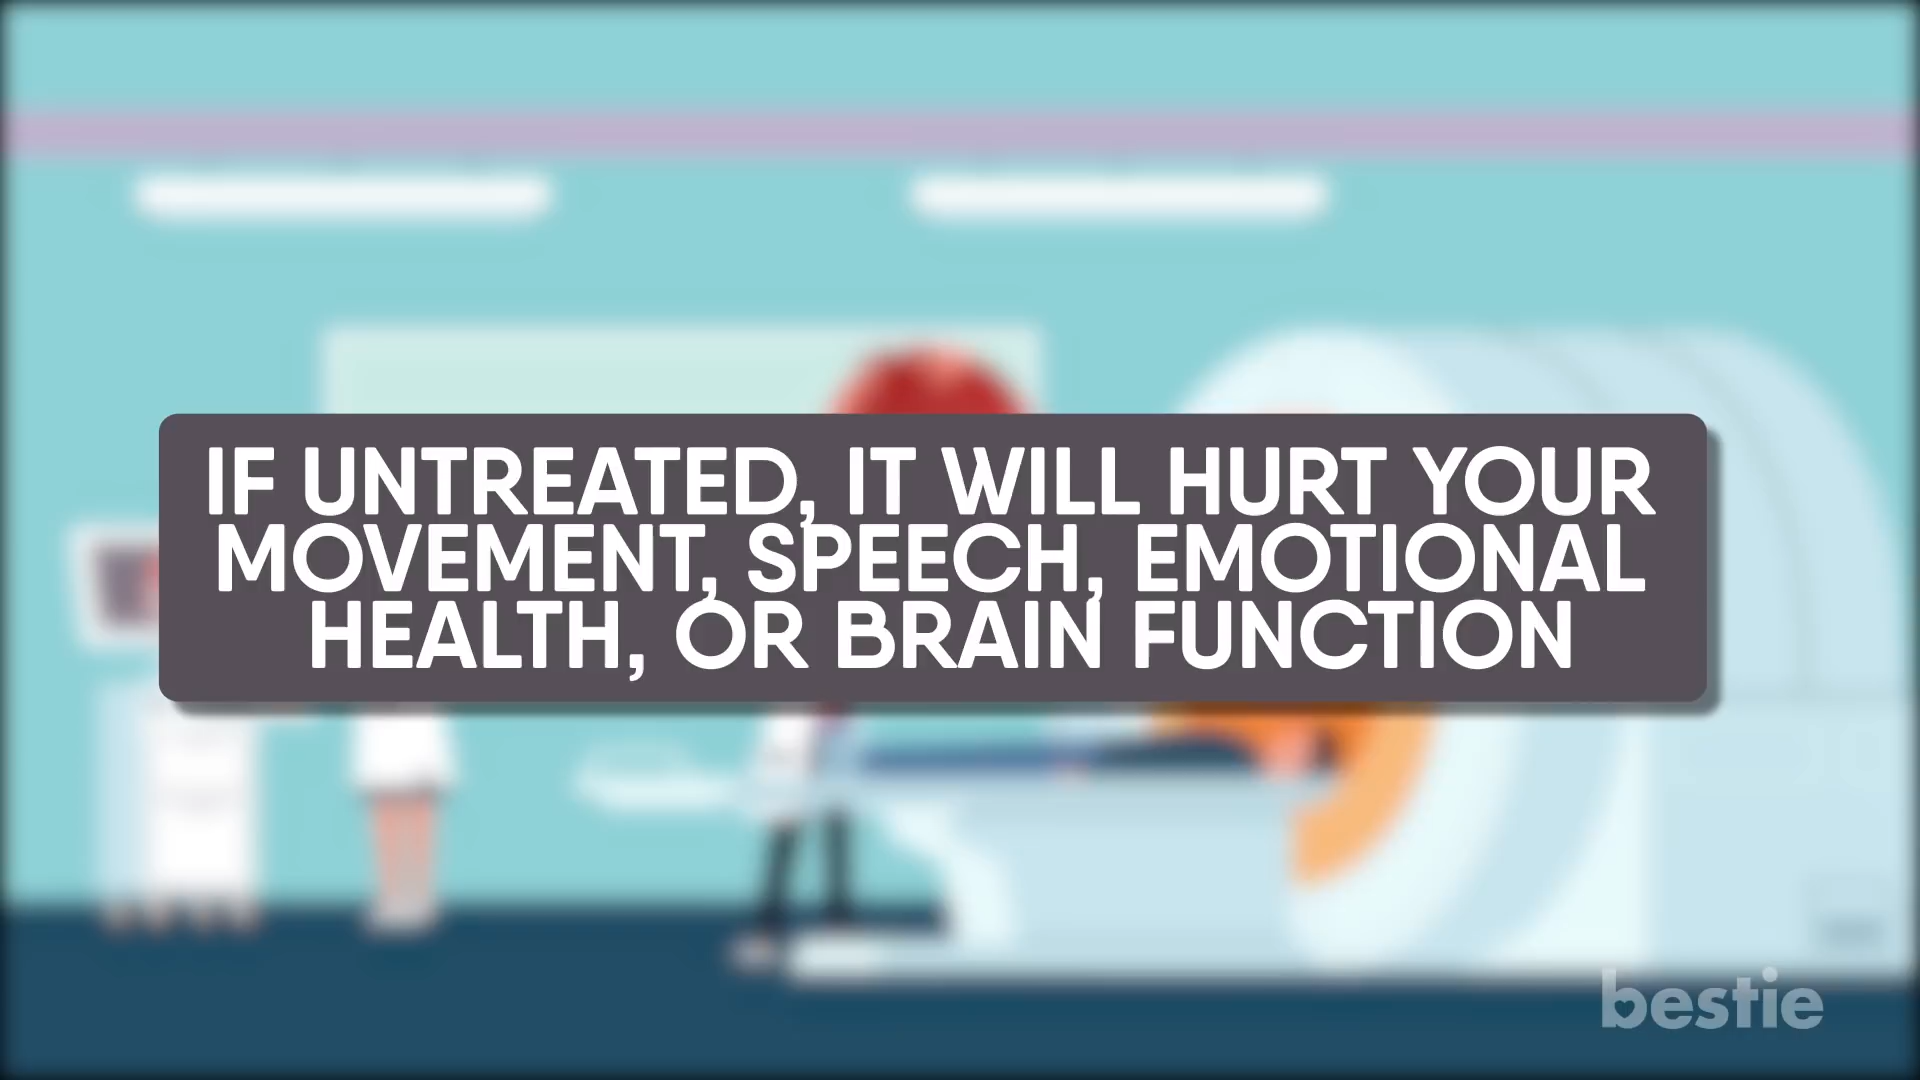 IF UNTREATED, IT WILL HURT YOUR
MOVEMENT, SPEECH, EMOTIONAL
HEALTH, OR BRAIN FUNCTION
bestie